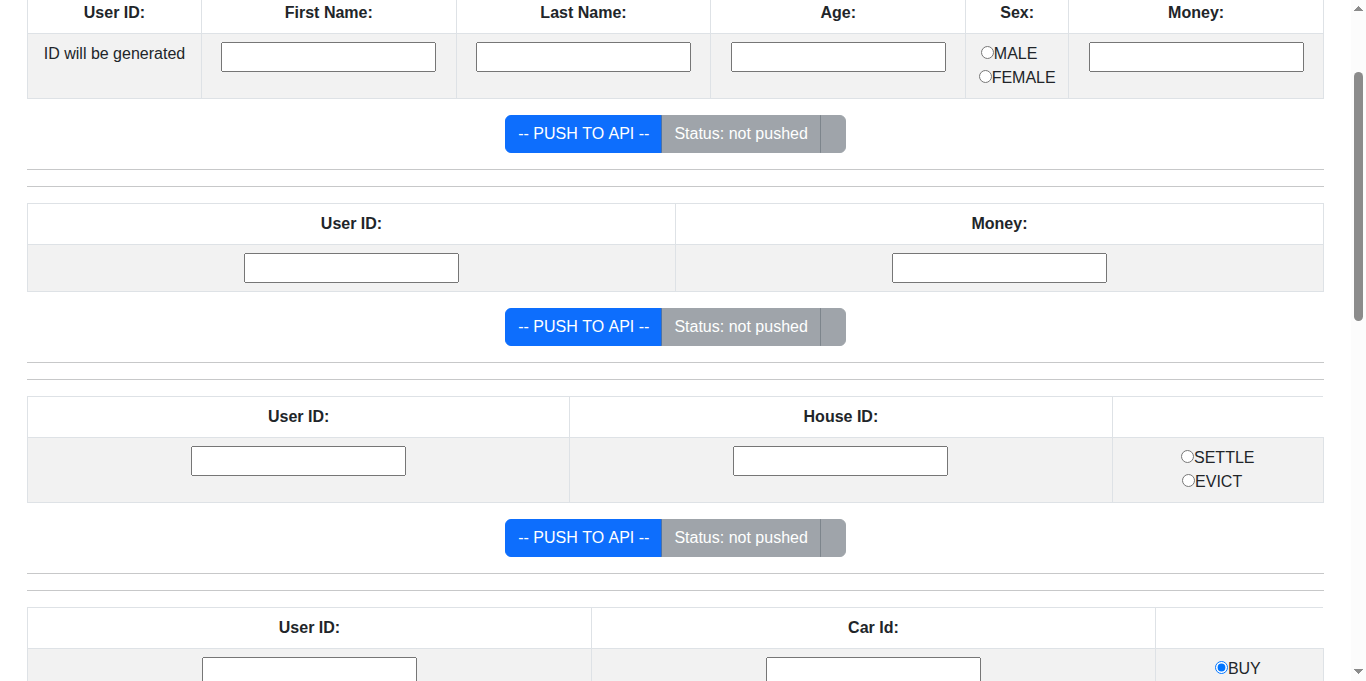 User ID: First Name: Last Name: Age: Sex: Money:
ID will be generated MALE
FEMALE
-- PUSH TO API -- Status: not pushed
User ID: Money:
-- PUSH TO API -- Status: not pushed
User ID: House ID:
SETTLE
EVICT
-- PUSH TO API -- Status: not pushed
User ID: Car Id:
BUY